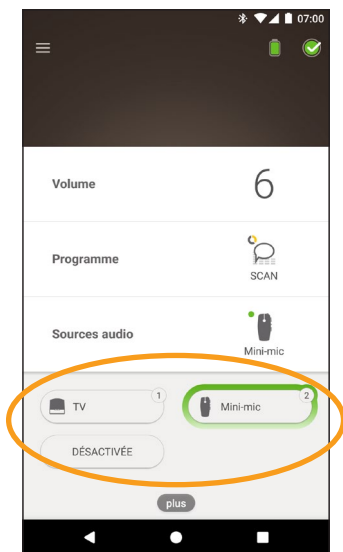 07:00
Volume 6
Programme
SCAN
Sources audio
Mini-mic
TV 1
Mini-mic 2
DÉSACTIVÉE
plus